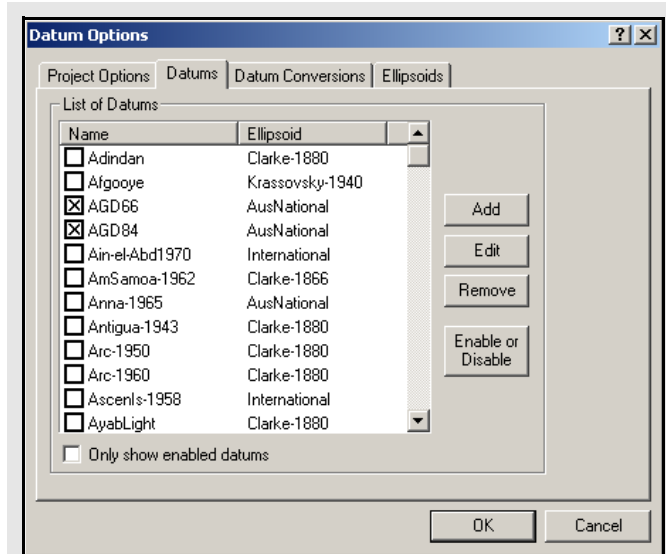 Datum Options
Project Options Datums Datum Conversions Ellipsoids
List of Datums
Name Ellipsoid
Adindan Clarke-1880
Afgooye Krassovsky-1940
AGD66 AusNational
AGD84 AusNational
Ain-el-Abd1970 International
AmSamoa-1962 Clarke-1866
Anna-1965 AusNational
Antigua-1943 Clarke-1880
Arc-1950 Clarke-1880
Arc-1960 Clarke-1880
AscenIs-1958 International
AyabLight Clarke-1880
Add
Edit
Remove
Enable or
Disable
Only show enabled datums
OK Cancel